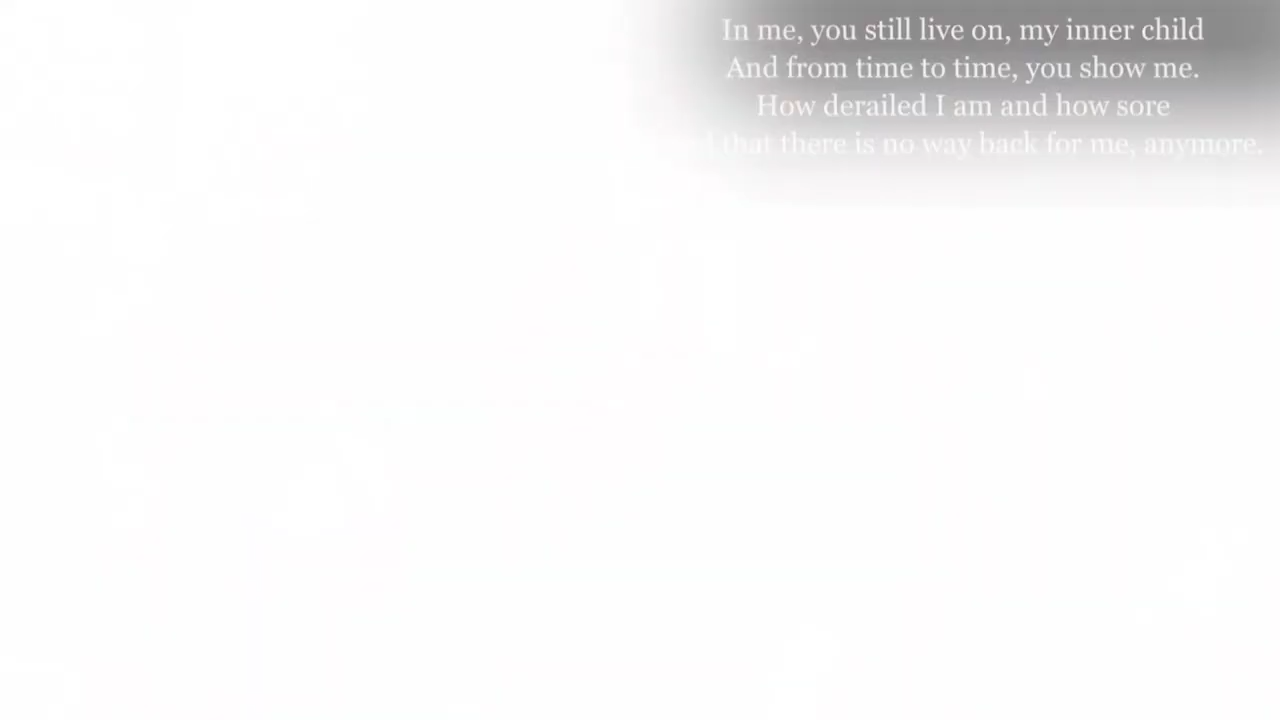 In me, you still live on, my inner child
And from time to time, you show me.
How derailed I am and how sore
that there is no way back for me, anymore.